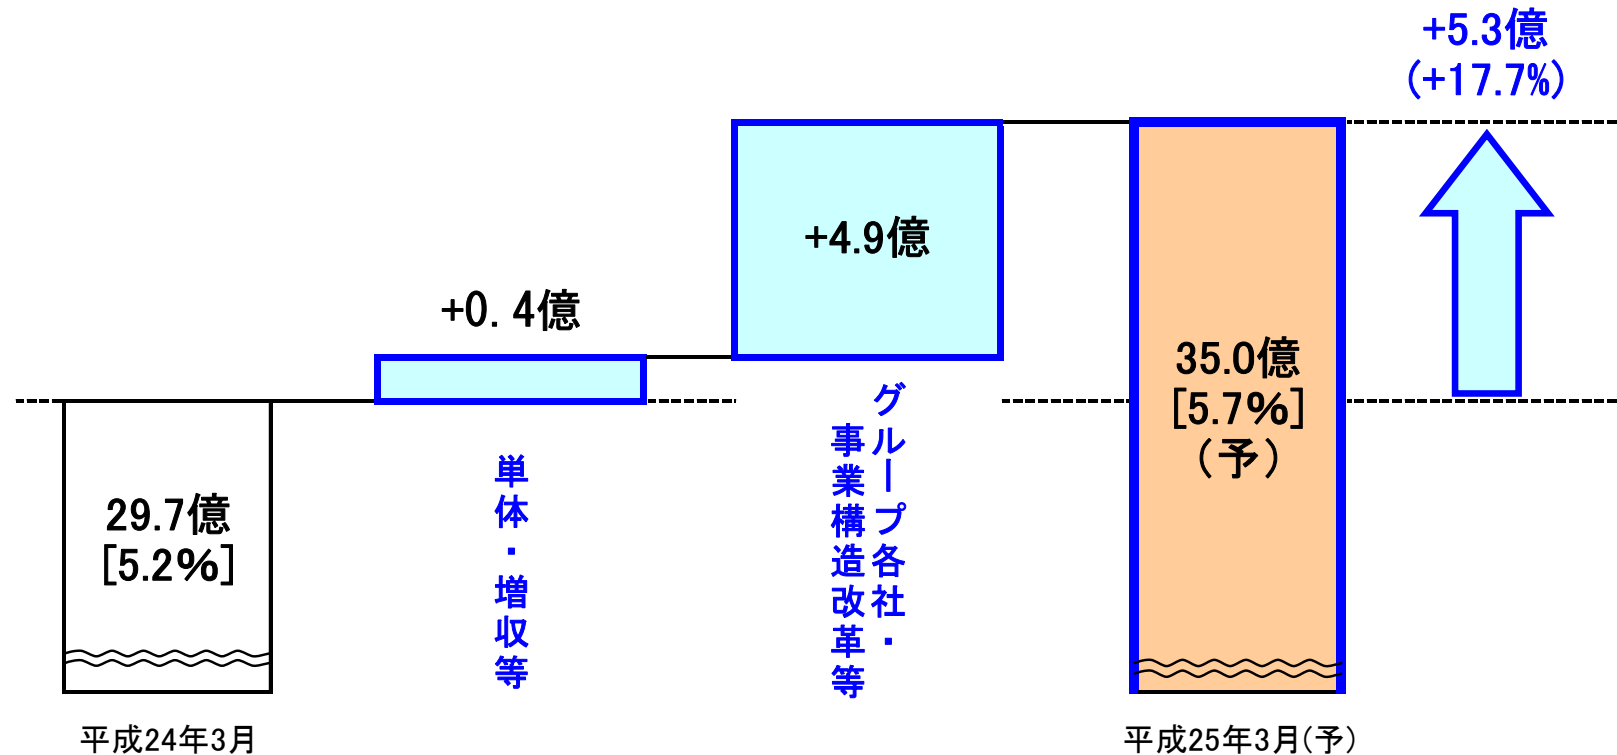 +5.3億
(+17.7%)
+4.9億
+0.4億
35.0億
[5.7%]
(予)
29.7億
[5.2%]
単体・増収等
グループ各社・
事業構造改革等
平成24年3月
平成25年3月(予)